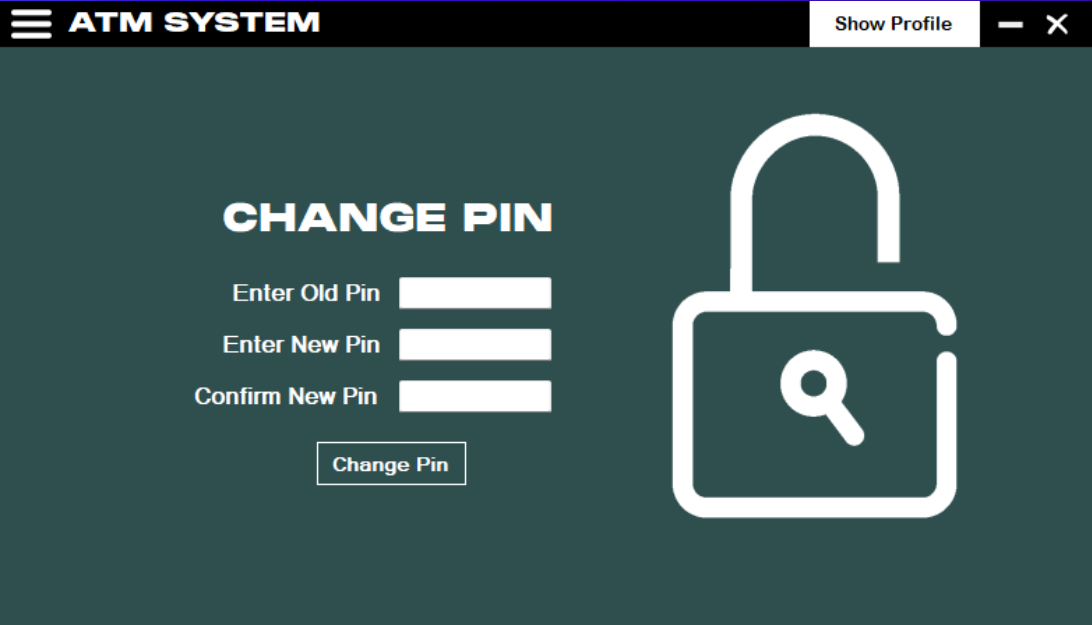 ATM SYSTEM
Show Profile
CHANGE PIN
Enter Old Pin
Enter New Pin
Confirm New Pin
Change Pin